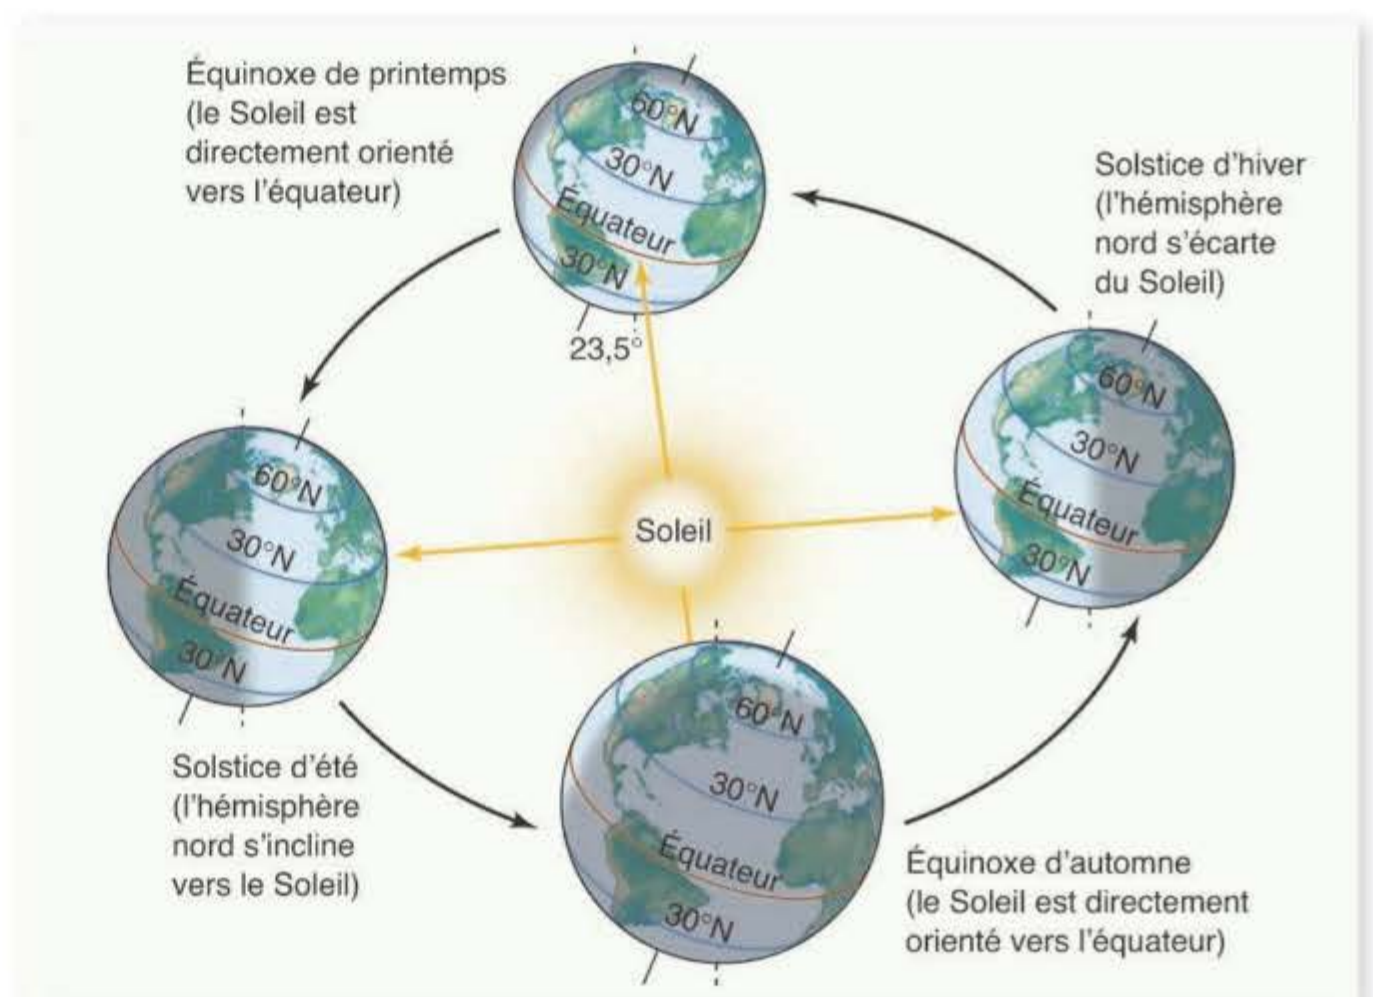 Équinoxe de printemps
(le Soleil est
directement orienté
vers l'équateur)
60°N
30°N
Équateur
30°N
23,5°
Solstice d'hiver
(l'hémisphère
nord s'écarte
du Soleil)
60°N
30°N
Équateur
30°N
Soleil
60°N
30°N
Équateur
30°N
Solstice d'été
(l'hémisphère
nord s'incline
vers le Soleil)
60°N
30°N
Équateur
30°N
Équinoxe d'automne
(le Soleil est directement
orienté vers l'équateur)